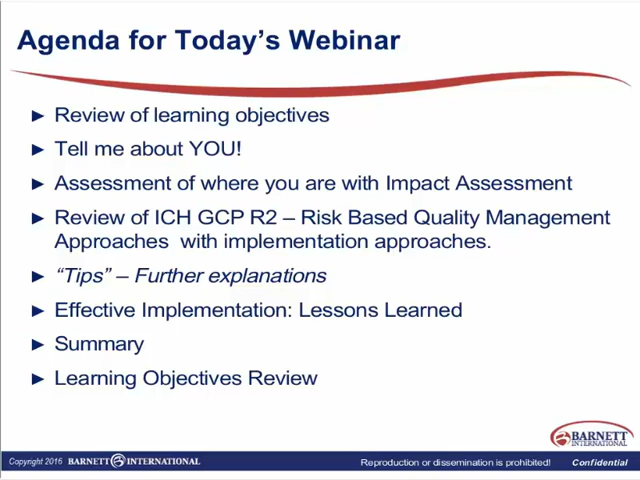 Agenda for Today's Webinar
► Review of learning objectives
► Tell me about YOU!
► Assessment of where you are with Impact Assessment
► Review of ICH GCP R2 – Risk Based Quality Management
Approaches with implementation approaches.
► “Tips” – Further explanations
► Effective Implementation: Lessons Learned
► Summary
► Learning Objectives Review
BARNETT
INTERNATIONAL
Copyright 2016 BARNETT INTERNATIONAL Reproduction or dissemination is prohibited! Confidential